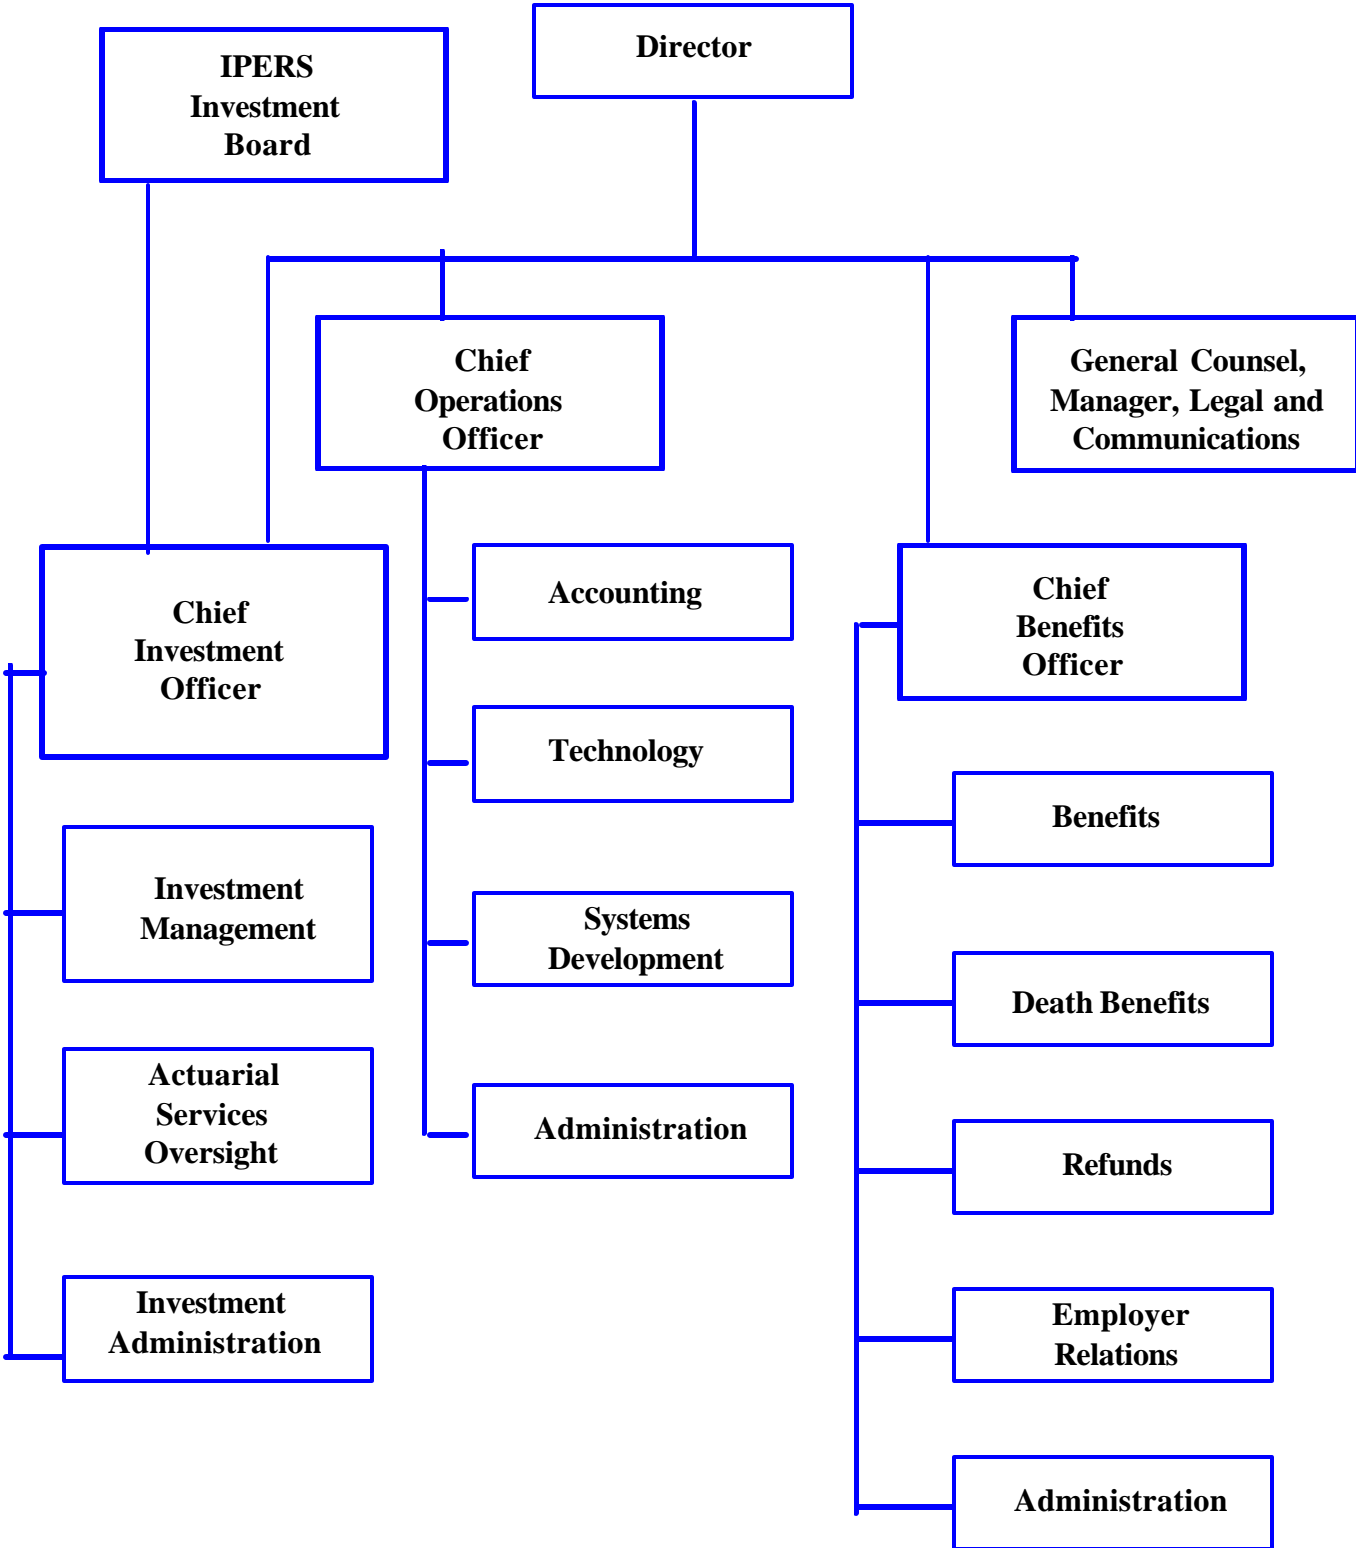 IPERS
Investment
Board
Director
Chief
Operations
Officer
General Counsel,
Manager, Legal and
Communications
Chief
Investment
Officer
Accounting
Technology
Systems
Development
Administration
Chief
Benefits
Officer
Investment
Management
Actuarial
Services
Oversight
Investment
Administration
Benefits
Death Benefits
Refunds
Employer
Relations
Administration